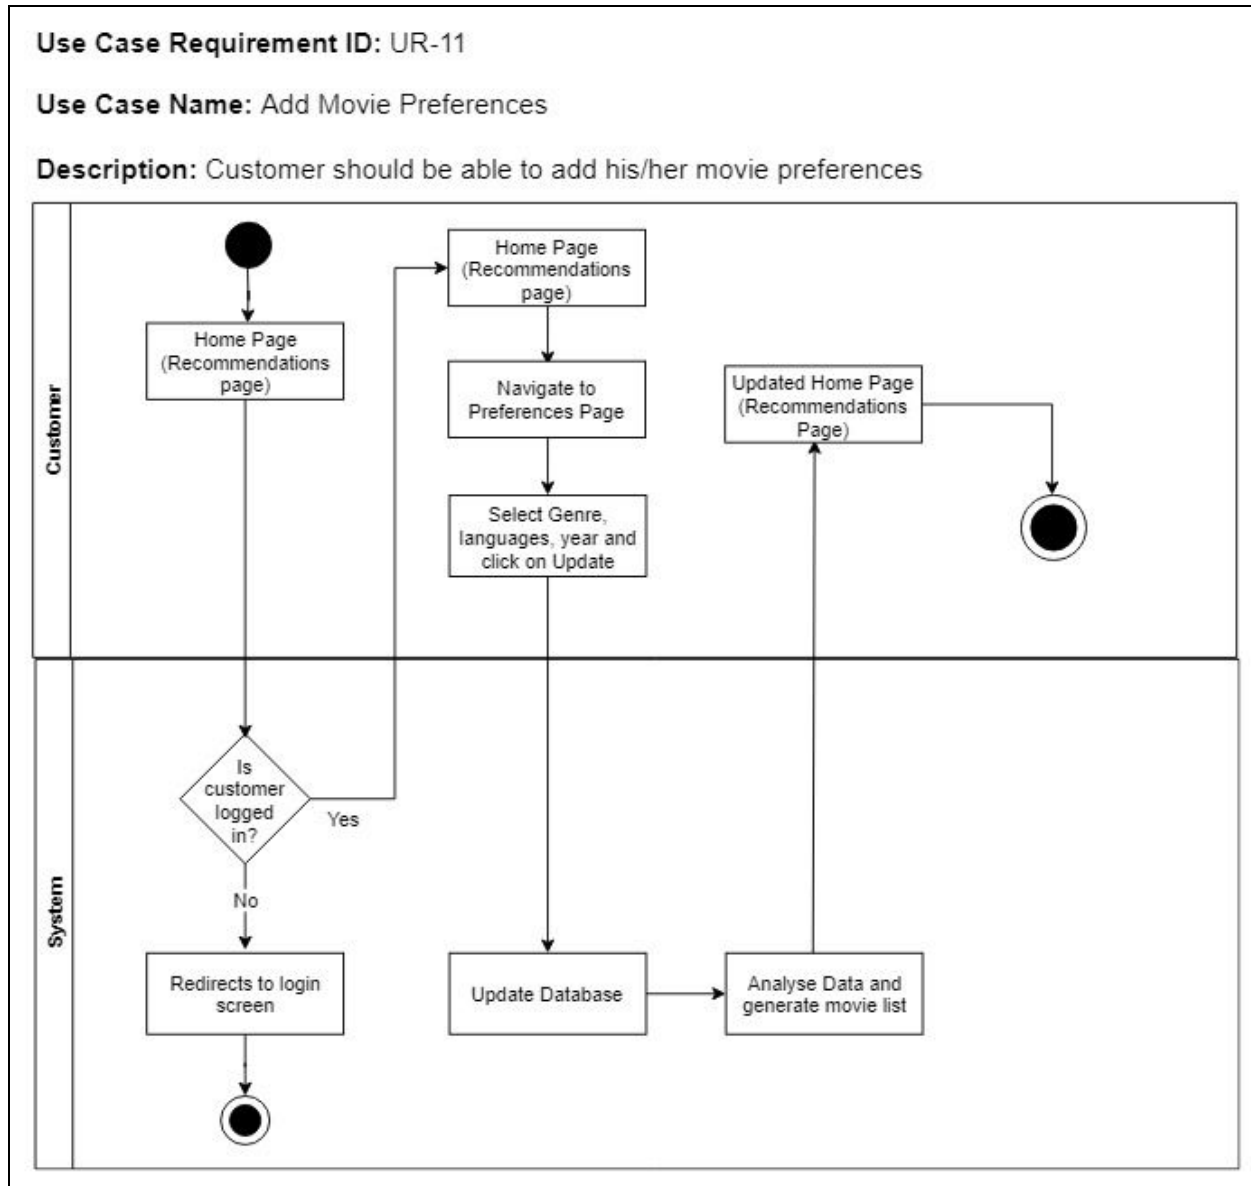 Use Case Requirement ID: UR-11
Use Case Name: Add Movie Preferences
Description: Customer should be able to add his/her movie preferences
Customer
Home Page
(Recommendations
page)
Home Page
(Recommendations
page)
Navigate to
Preferences Page
Select Genre,
languages, year and
click on Update
Updated Home Page
(Recommendations
Page)
System
Is
customer
logged
in?
Yes
No
Redirects to login
screen
Update Database
Analyse Data and
generate movie list